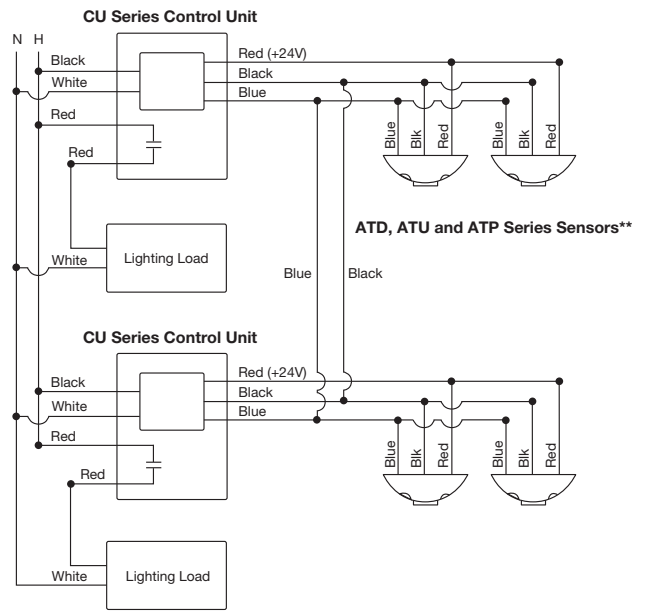 CU Series Control Unit
N H
Black
White
Red
Red
Red (+24V)
Black
Blue
Blue
Blk
Red
Blue
Blk
Red
ATD, ATU and ATP Series Sensors**
White
Lighting Load
Blue
Black
CU Series Control Unit
Black
White
Red
Red
Red (+24V)
Black
Blue
Blue
Blk
Red
Blue
Blk
Red
White
Lighting Load